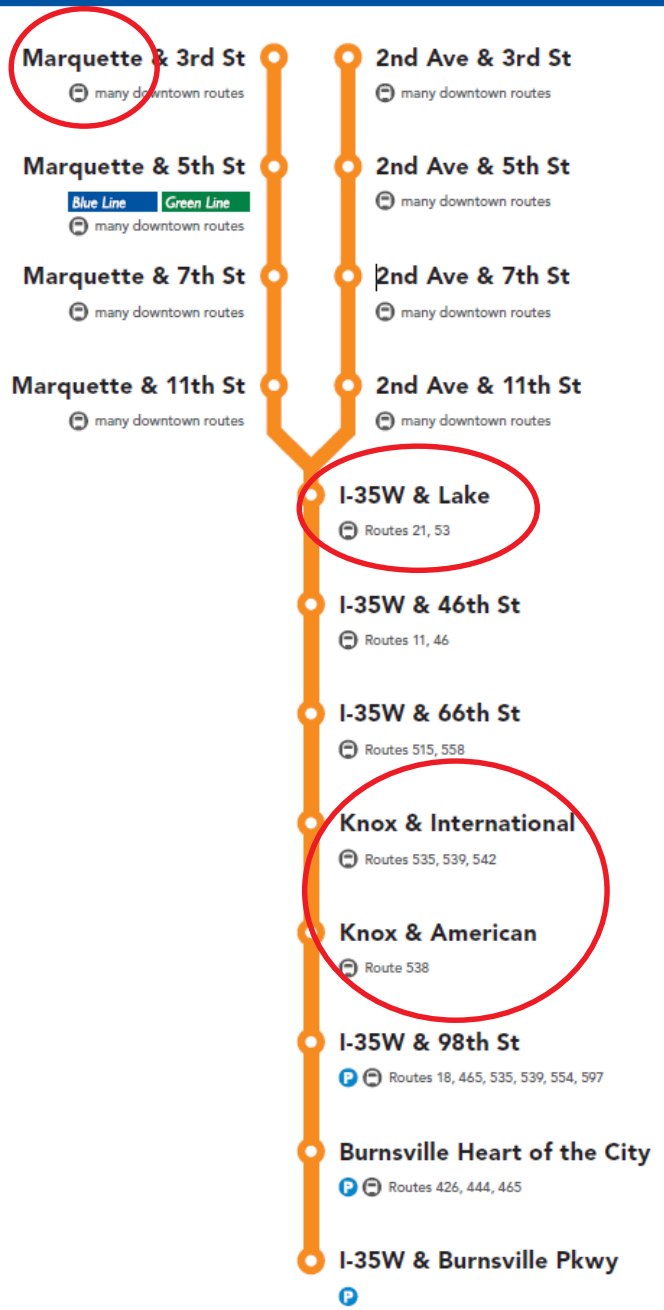 Marquette & 3rd St
many downtown routes
Marquette & 5th St
Blue Line Green Line
many downtown routes
Marquette & 7th St
many downtown routes
Marquette & 11th St
many downtown routes
2nd Ave & 3rd St
many downtown routes
2nd Ave & 5th St
many downtown routes
2nd Ave & 7th St
many downtown routes
2nd Ave & 11th St
many downtown routes
I-35W & Lake
Routes 21, 53
I-35W & 46th St
Routes 11, 46
I-35W & 66th St
Routes 515, 558
Knox & International
Routes 535, 539, 542
Knox & American
Route 538
I-35W & 98th St
P Routes 18, 465, 535, 539, 554, 597
Burnsville Heart of the City
P Routes 426, 444, 465
I-35W & Burnsville Pkwy
P